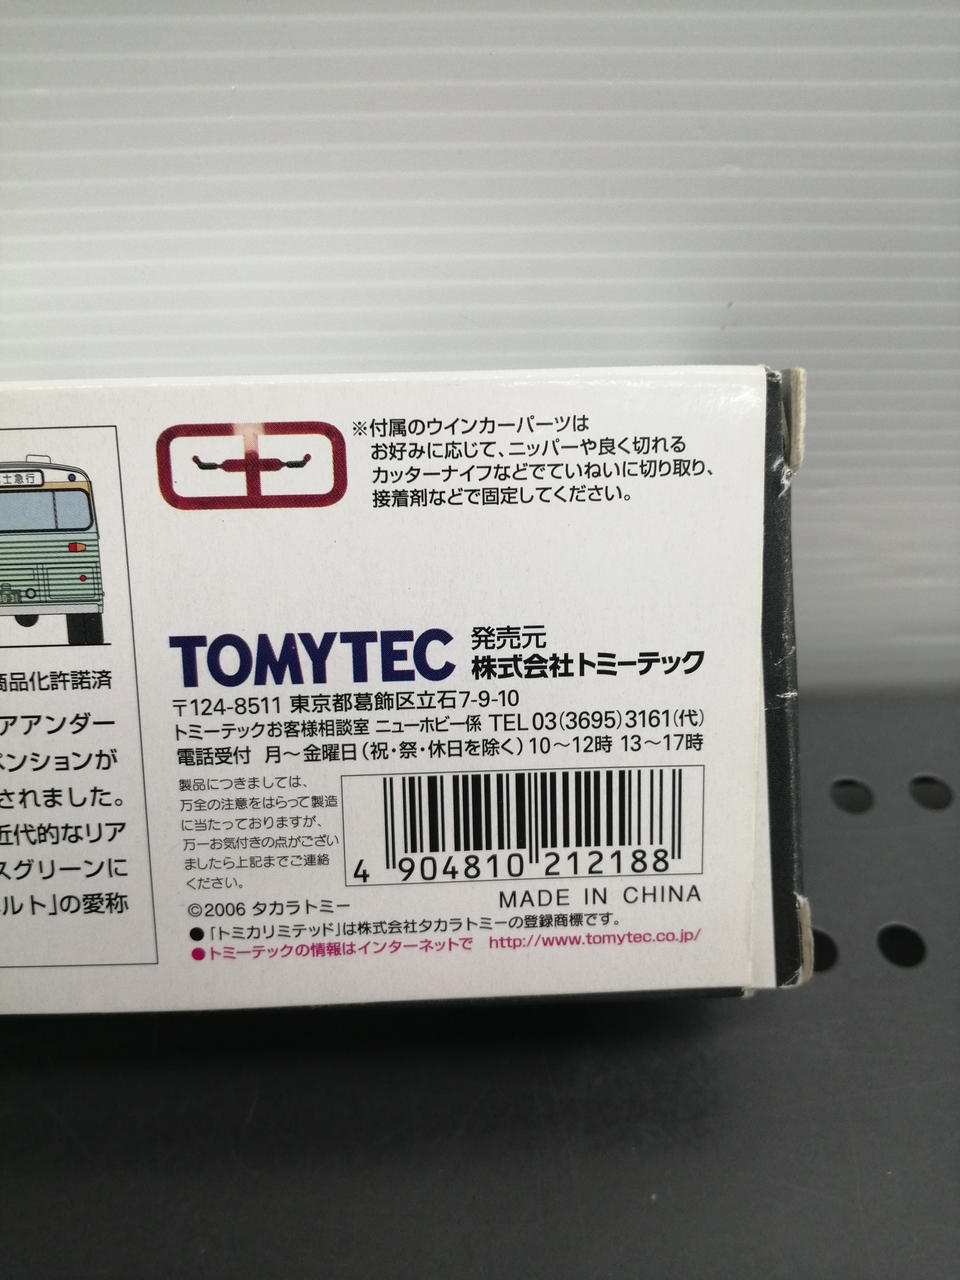 ※付属のウインカーパーツは
お好みに応じて、ニッパーや良く切れる
カッターナイフなどでていねいに切り取り、
接着剤などで固定してください。
士急行
商品化許諾済
アアンダー
ペンションが
されました。
近代的なリア
スグリーンに
ルト」の愛称
TOMYTEC 発売元
株式会社トミーテック
〒124-8511 東京都葛飾区立石7-9-10
トミーテックお客様相談室 ニューホビー係 TEL 03(3695)3161(代)
電話受付 月〜金曜日(祝・祭・休日を除く) 10〜12時 13〜17時
製品につきましては、
万全の注意をはらって製造
に当たっておりますが、
万一お気付きの点がござい
ましたら上記までご連絡
ください。
4 904810 212188
MADE IN CHINA
©2006 タカラトミー
●「トミカリミテッド」は株式会社タカラトミーの登録商標です。
●トミーテックの情報はインターネットで http://www.tomytec.co.jp/